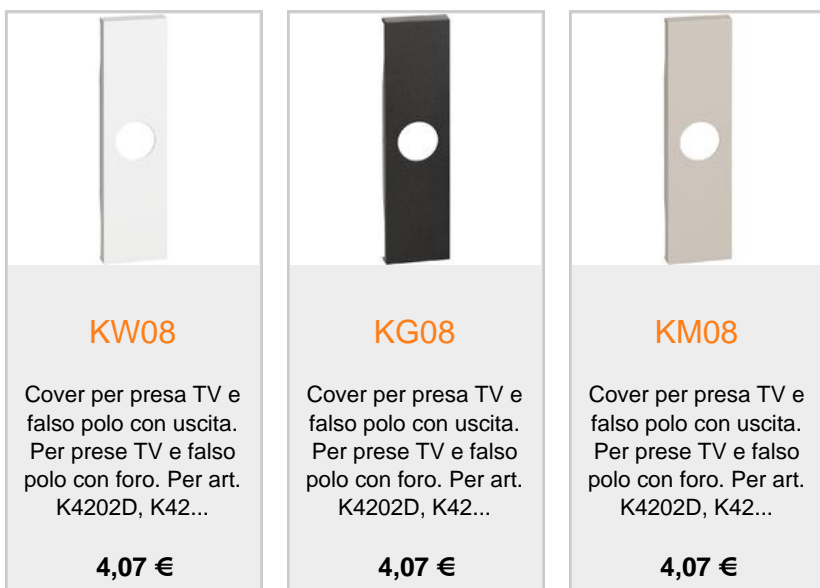 KW08
Cover per presa TV e
falso polo con uscita.
Per prese TV e falso
polo con foro. Per art.
K4202D, K42...
4,07 €
KG08
Cover per presa TV e
falso polo con uscita.
Per prese TV e falso
polo con foro. Per art.
K4202D, K42...
4,07 €
KM08
Cover per presa TV e
falso polo con uscita.
Per prese TV e falso
polo con foro. Per art.
K4202D, K42...
4,07 €